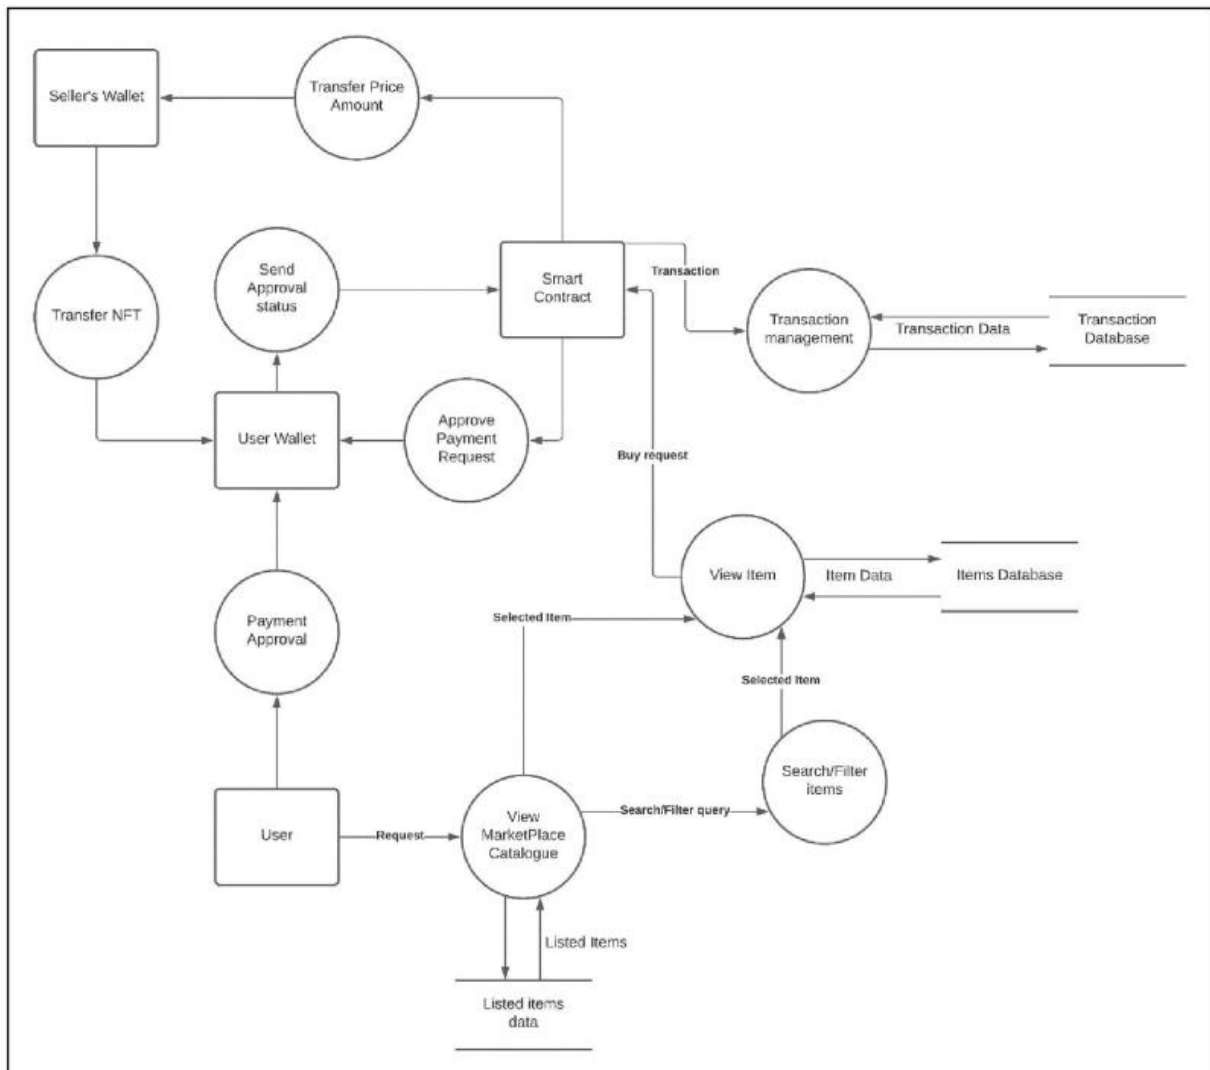 Seller's Wallet
Transfer Price
Amount
Send
Approval
status
Smart
Contract
Transaction
Transfer NFT
Transaction
management
Transaction Data
Transaction
Database
User Wallet
Approve
Payment
Request
Buy request
View Item
Item Data
Items Database
Payment
Approval
Selected Item
Selected Item
Search/Filter
items
User
Request
View
MarketPlace
Catalogue
Search/Filter query
Listed Items
Listed items
data